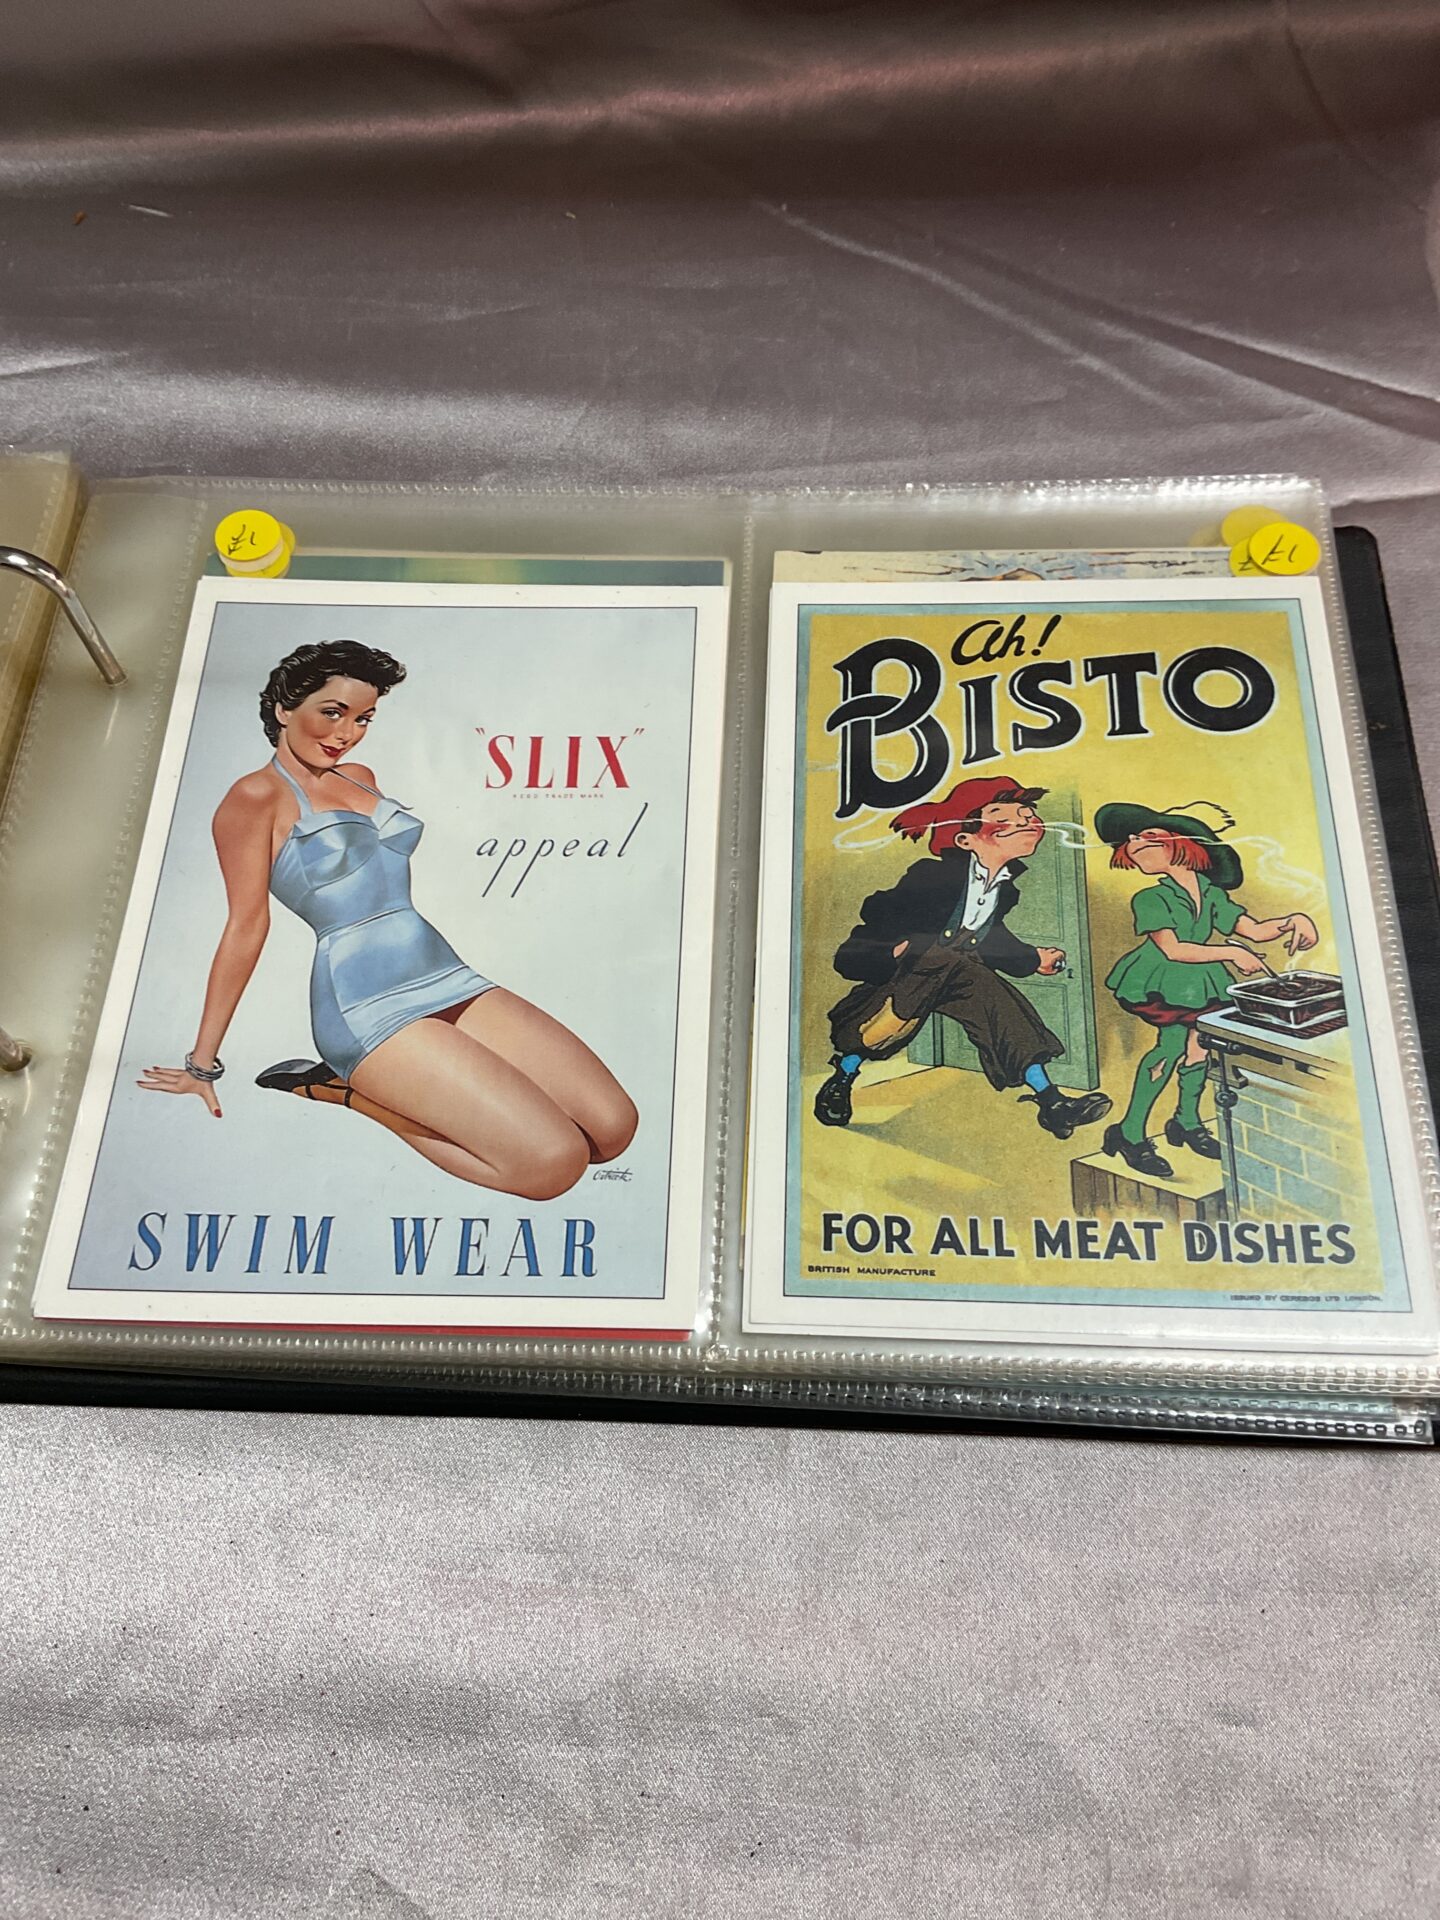 £1
£1
"SLIX"
REGD TRADE MARK
appeal
SWIM WEAR
Ah!
BISTO
FOR ALL MEAT DISHES
BRITISH MANUFACTURE
ISSUED BY CEREBOS LTD LONDON.